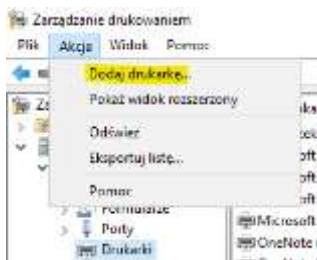 Zarządzanie drukowaniem
Plik Akcja Widok Pomoc
Dodaj drukarkę...
Pokaż widok rozszerzony
Odśwież
Eksportuj listę...
Pomoc
Formularze
Porty
Drukarki
Microsoft
OneNote